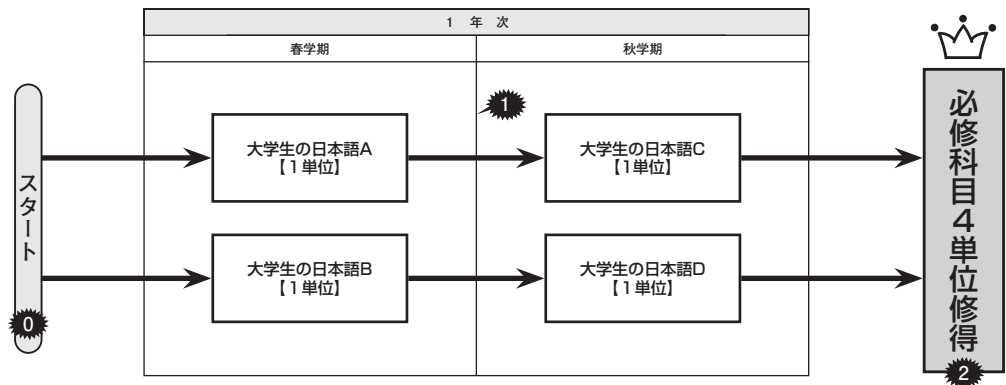 1 年 次
春学期
秋学期
スタート
0
大学生の日本語A
【1単位】
1
大学生の日本語C
【1単位】
大学生の日本語B
【1単位】
大学生の日本語D
【1単位】
必修科目4単位修得
2